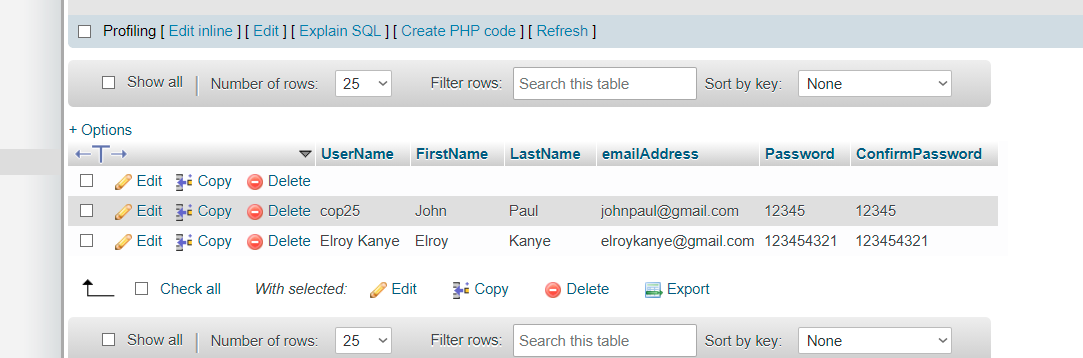 Profiling [ Edit inline ] [ Edit ] [ Explain SQL ] [ Create PHP code ] [ Refresh ]
Show all | Number of rows: 25 Filter rows: Search this table Sort by key: None
+ Options
←T→ UserName FirstName LastName emailAddress Password ConfirmPassword
Edit Copy Delete
Edit Copy Delete cop25 John Paul johnpaul@gmail.com 12345 12345
Edit Copy Delete Elroy Kanye Elroy Kanye elroykanye@gmail.com 123454321 123454321
Check all With selected: Edit Copy Delete Export
Show all | Number of rows: 25 Filter rows: Search this table Sort by key: None